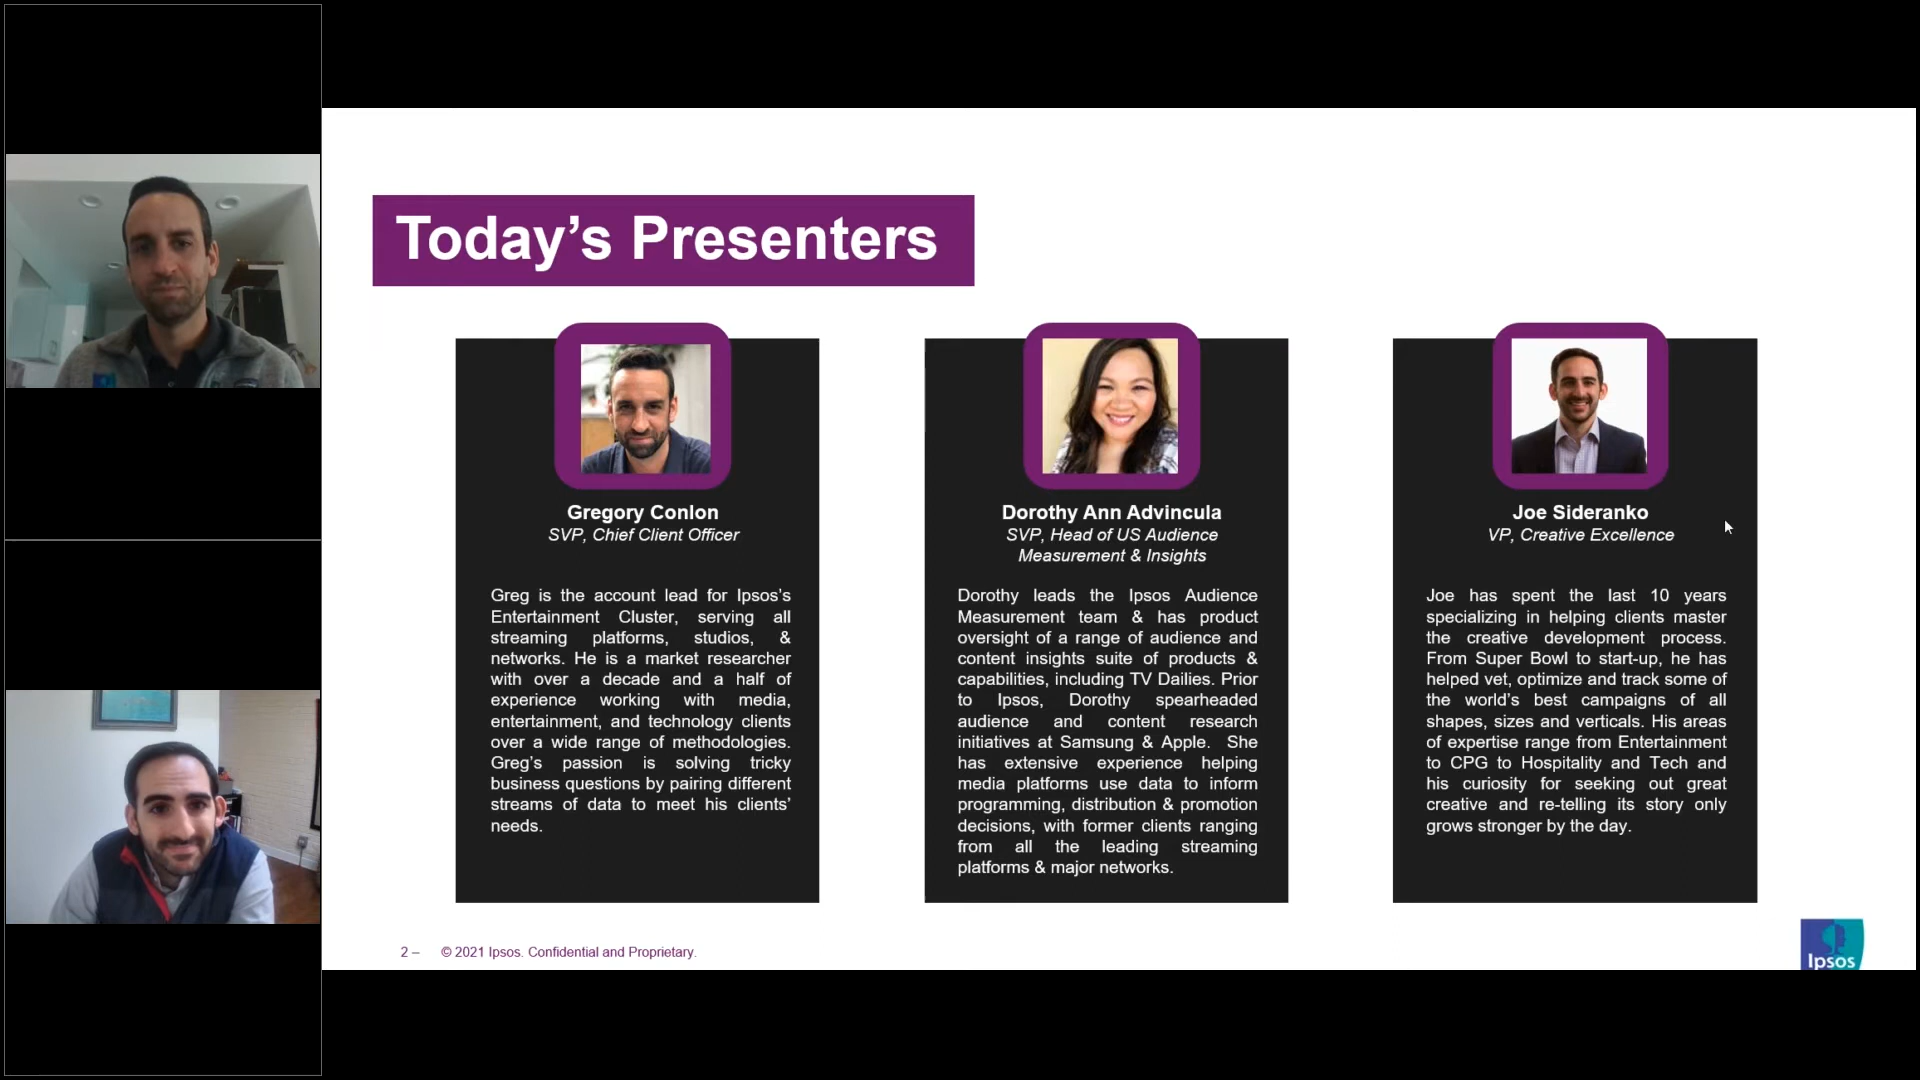 Today’s Presenters
Gregory Conlon
SVP, Chief Client Officer
Greg is the account lead for Ipsos’s
Entertainment Cluster, serving all
streaming platforms, studios, &
networks. He is a market researcher
with over a decade and a half of
experience working with media,
entertainment, and technology clients
over a wide range of methodologies.
Greg’s passion is solving tricky
business questions by pairing different
streams of data to meet his clients’
needs.
Dorothy Ann Advincula
SVP, Head of US Audience
Measurement & Insights
Dorothy leads the Ipsos Audience
Measurement team & has product
oversight of a range of audience and
content insights suite of products &
capabilities, including TV Dailies. Prior
to Ipsos, Dorothy spearheaded
audience and content research
initiatives at Samsung & Apple. She
has extensive experience helping
media platforms use data to inform
programming, distribution & promotion
decisions, with former clients ranging
from all the leading streaming
platforms & major networks.
Joe Sideranko
VP, Creative Excellence
Joe has spent the last 10 years
specializing in helping clients master
the creative development process.
From Super Bowl to start-up, he has
helped vet, optimize and track some of
the world’s best campaigns of all
shapes, sizes and verticals. His areas
of expertise range from Entertainment
to CPG to Hospitality and Tech and
his curiosity for seeking out great
creative and re-telling its story only
grows stronger by the day.
2 – © 2021 Ipsos. Confidential and Proprietary.
Ipsos